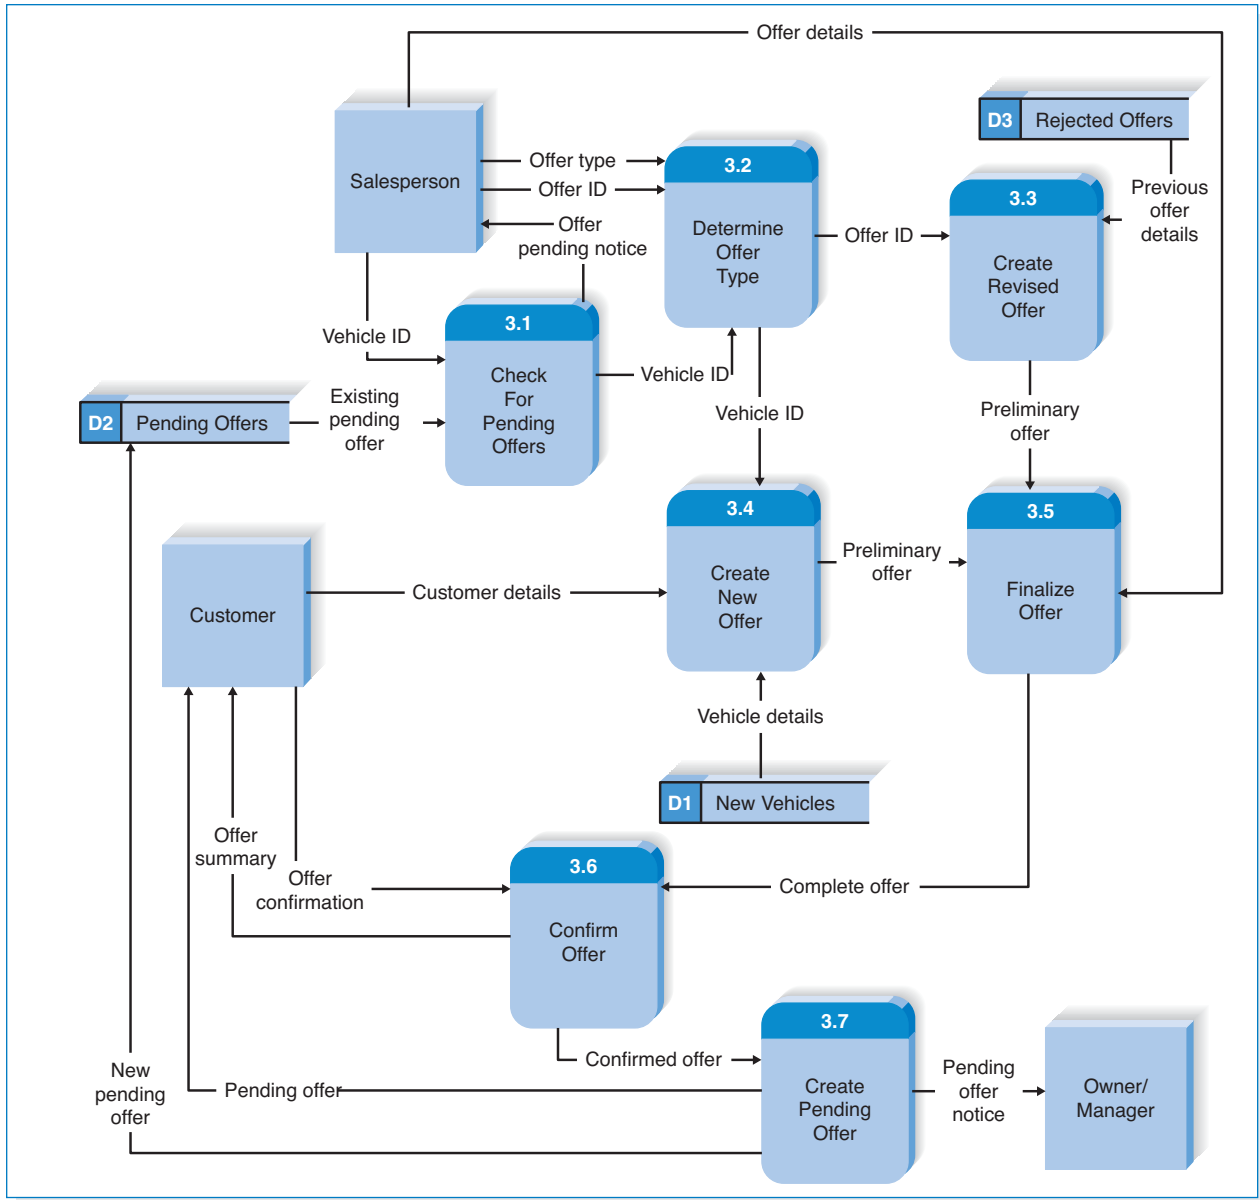 Offer details
D3 Rejected Offers
Salesperson
Offer type
Offer ID
Offer
pending notice
3.2
Determine
Offer
Type
Offer ID
3.3
Create
Revised
Offer
Previous
offer
details
Vehicle ID
3.1
Check
For
Pending
Offers
Vehicle ID
D2 Pending Offers
Existing
pending
offer
Vehicle ID
Preliminary
offer
3.4
Create
New
Offer
Preliminary
offer
3.5
Finalize
Offer
Customer
Customer details
Vehicle details
D1 New Vehicles
Offer
summary
Offer
confirmation
3.6
Confirm
Offer
Complete offer
Confirmed offer
3.7
Create
Pending
Offer
New
pending
offer
Pending offer
Pending
offer
notice
Owner/
Manager